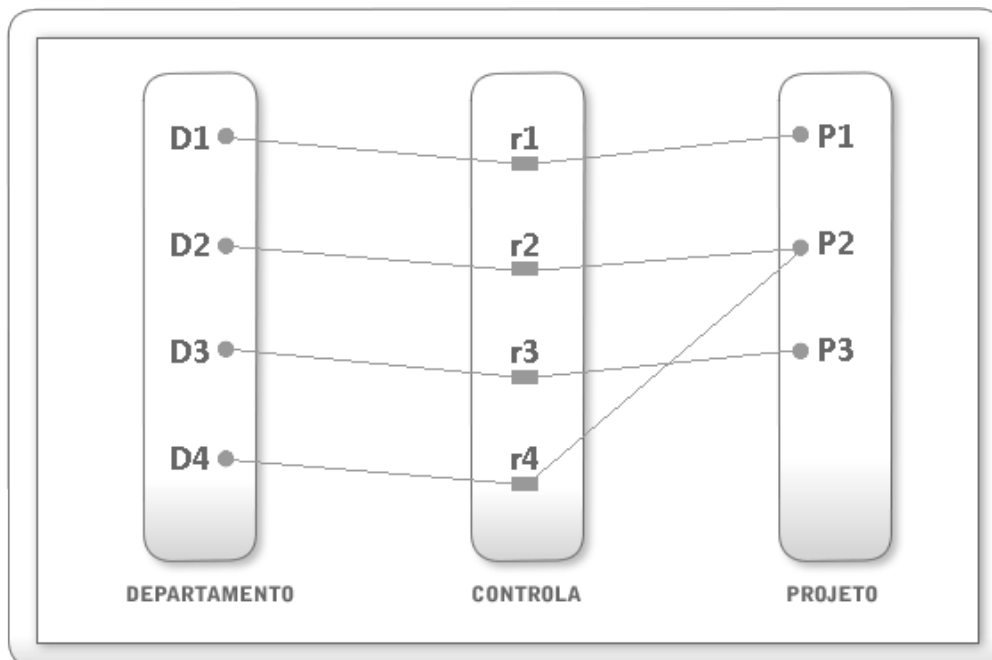 D1 r1 P1
D2 r2 P2
D3 r3 P3
D4 r4
DEPARTAMENTO CONTROLA PROJETO